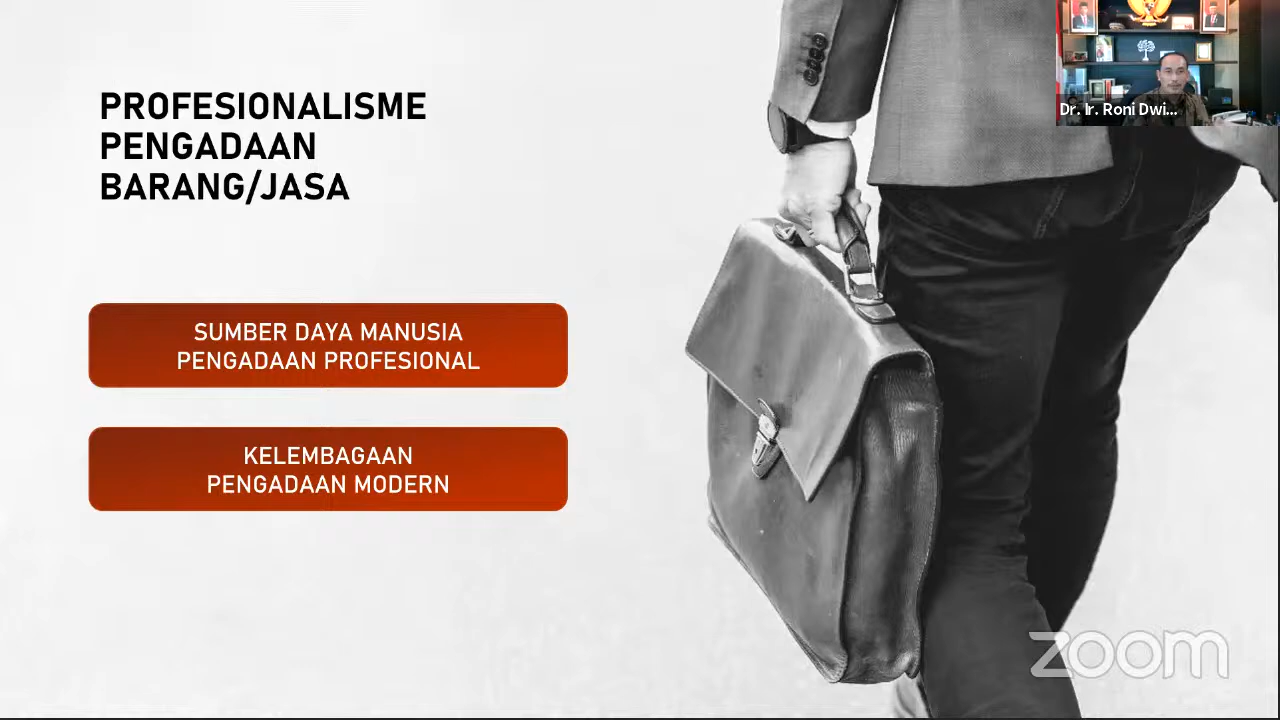 PROFESIONALISME
PENGADAAN
BARANG/JASA
SUMBER DAYA MANUSIA
PENGADAAN PROFESIONAL
KELEMBAGAAN
PENGADAAN MODERN
Dr. Ir. Roni Dwi...
zoom